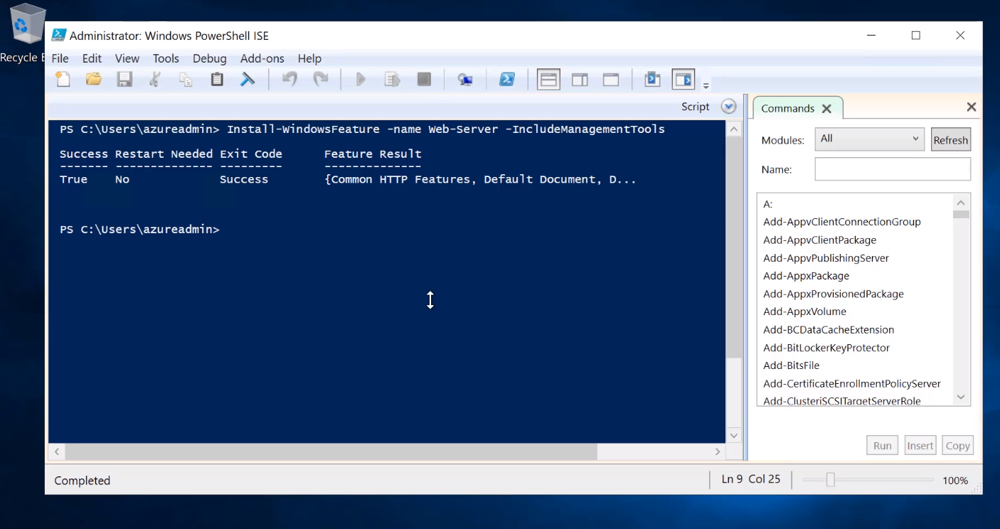 Recycle B
Administrator: Windows PowerShell ISE
File Edit View Tools Debug Add-ons Help
Script
PS C:\Users\azureadmin> Install-WindowsFeature -name Web-Server -IncludeManagementTools
Success Restart Needed Exit Code      Feature Result
------- -------------- ---------      --------------
True    No             Success        {Common HTTP Features, Default Document, D...
PS C:\Users\azureadmin>
Commands
Modules: All Refresh
Name:
A:
Add-AppvClientConnectionGroup
Add-AppvClientPackage
Add-AppvPublishingServer
Add-AppxPackage
Add-AppxProvisionedPackage
Add-AppxVolume
Add-BCDataCacheExtension
Add-BitLockerKeyProtector
Add-BitsFile
Add-CertificateEnrollmentPolicyServer
Add-ClusteriSCSITargetServerRole
Run Insert Copy
Completed
Ln 9 Col 25
100%